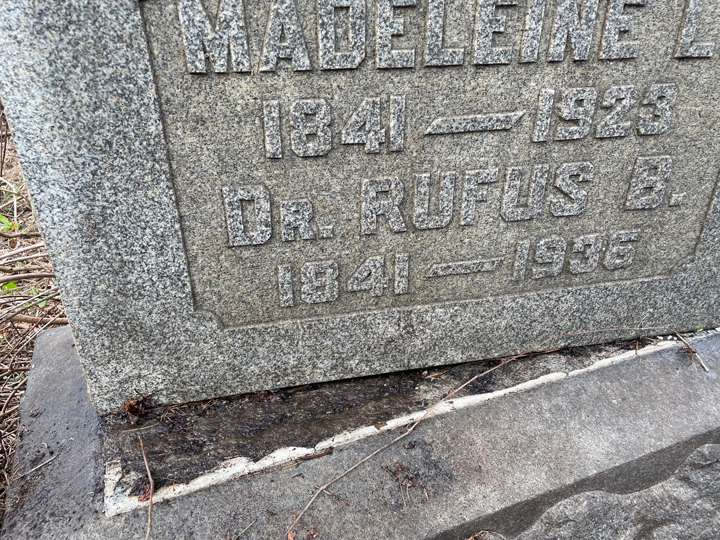 MADELEINE L
1841 — 1923
DR. RUFUS B.
1841 — 1936